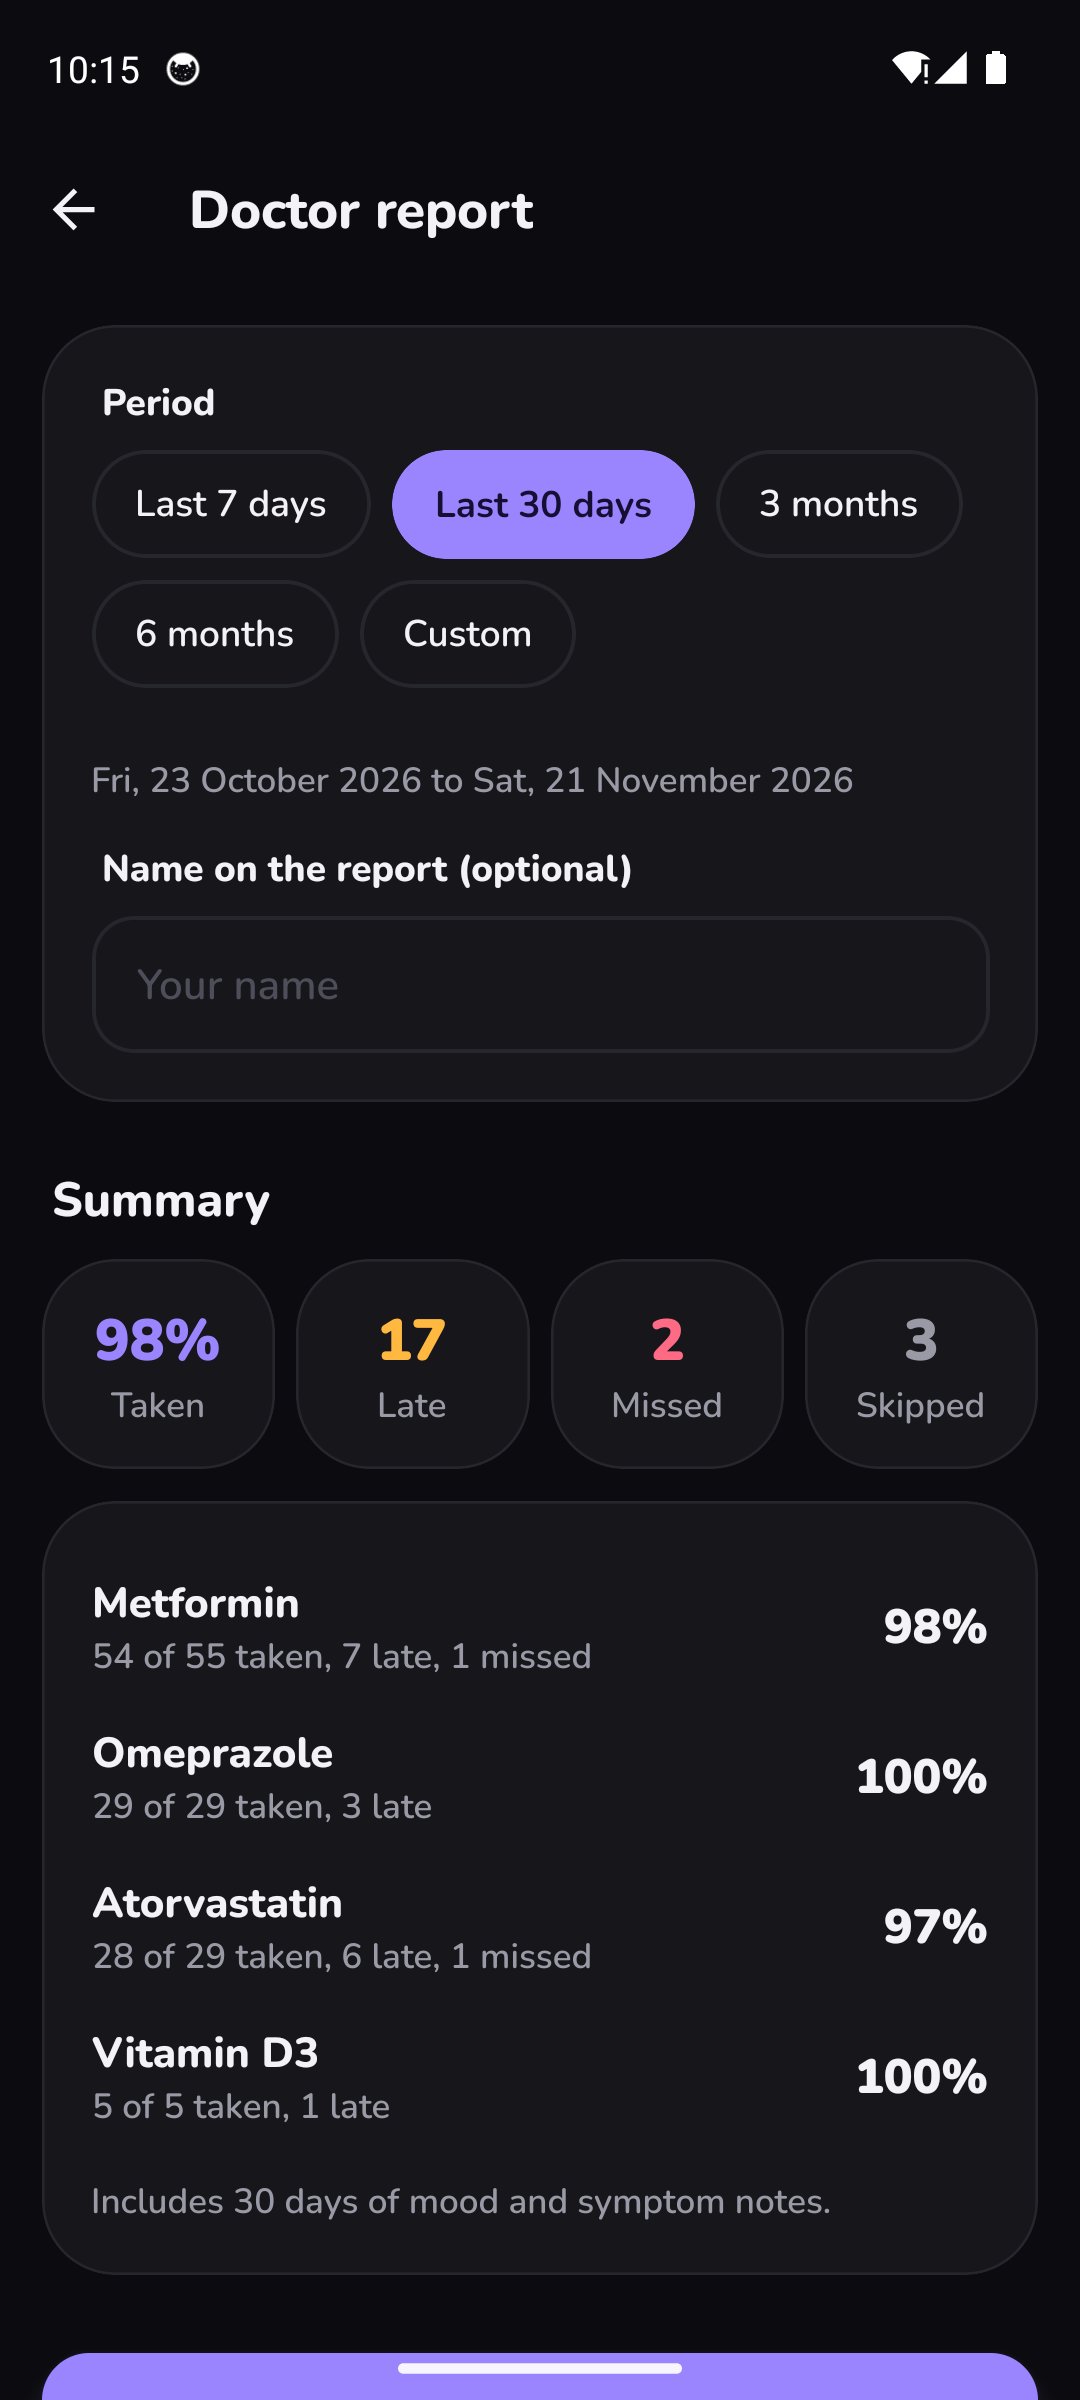 10:15
Doctor report
Period
Last 7 days
Last 30 days
3 months
6 months
Custom
Fri, 23 October 2026 to Sat, 21 November 2026
Name on the report (optional)
Your name
Summary
98%
Taken
17
Late
2
Missed
3
Skipped
Metformin
54 of 55 taken, 7 late, 1 missed
98%
Omeprazole
29 of 29 taken, 3 late
100%
Atorvastatin
28 of 29 taken, 6 late, 1 missed
97%
Vitamin D3
5 of 5 taken, 1 late
100%
Includes 30 days of mood and symptom notes.